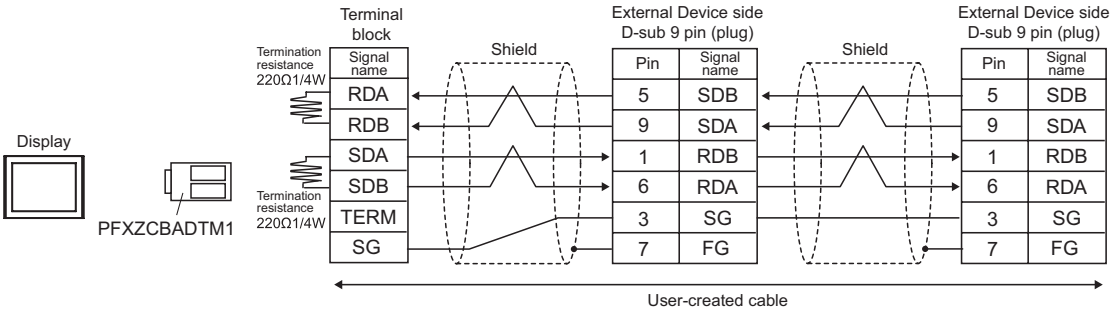 Terminal block
External Device side
D-sub 9 pin (plug)
External Device side
D-sub 9 pin (plug)
Termination resistance
220Ω1/4W
Signal name
Shield
Pin
Signal name
Shield
Pin
Signal name
RDA
5
SDB
5
SDB
RDB
9
SDA
9
SDA
Display
SDA
1
RDB
1
RDB
SDB
6
RDA
6
RDA
Termination resistance
220Ω1/4W
PFXZCBADTM1
TERM
3
SG
3
SG
SG
7
FG
7
FG
User-created cable